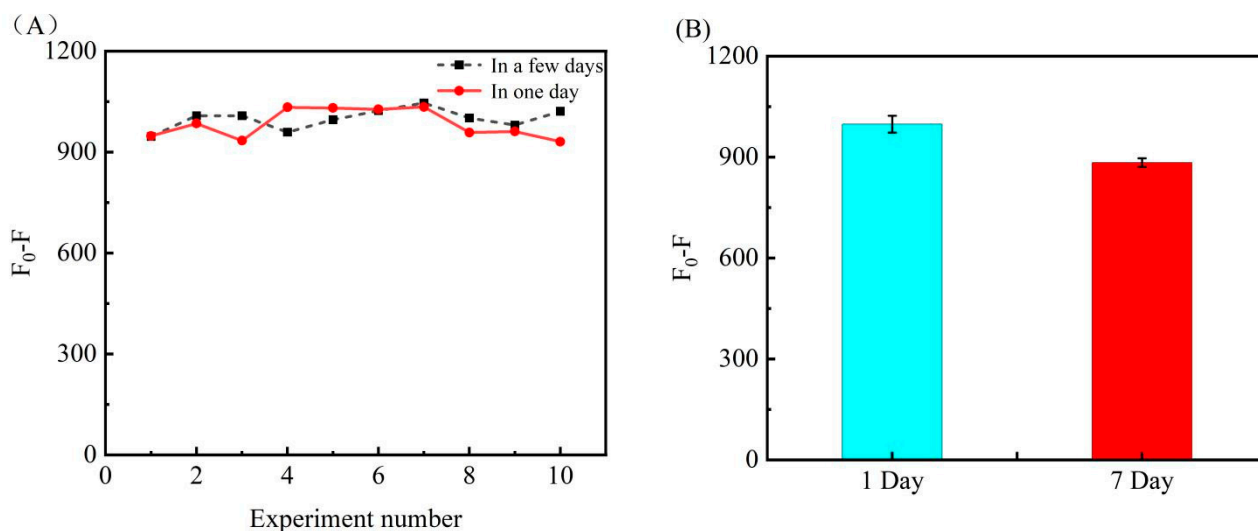 （A）
1200
900
600
300
0
F₀-F
In a few days
In one day
0 2 4 6 8 10
Experiment number
(B)
1200
900
600
300
0
F₀-F
1 Day 7 Day